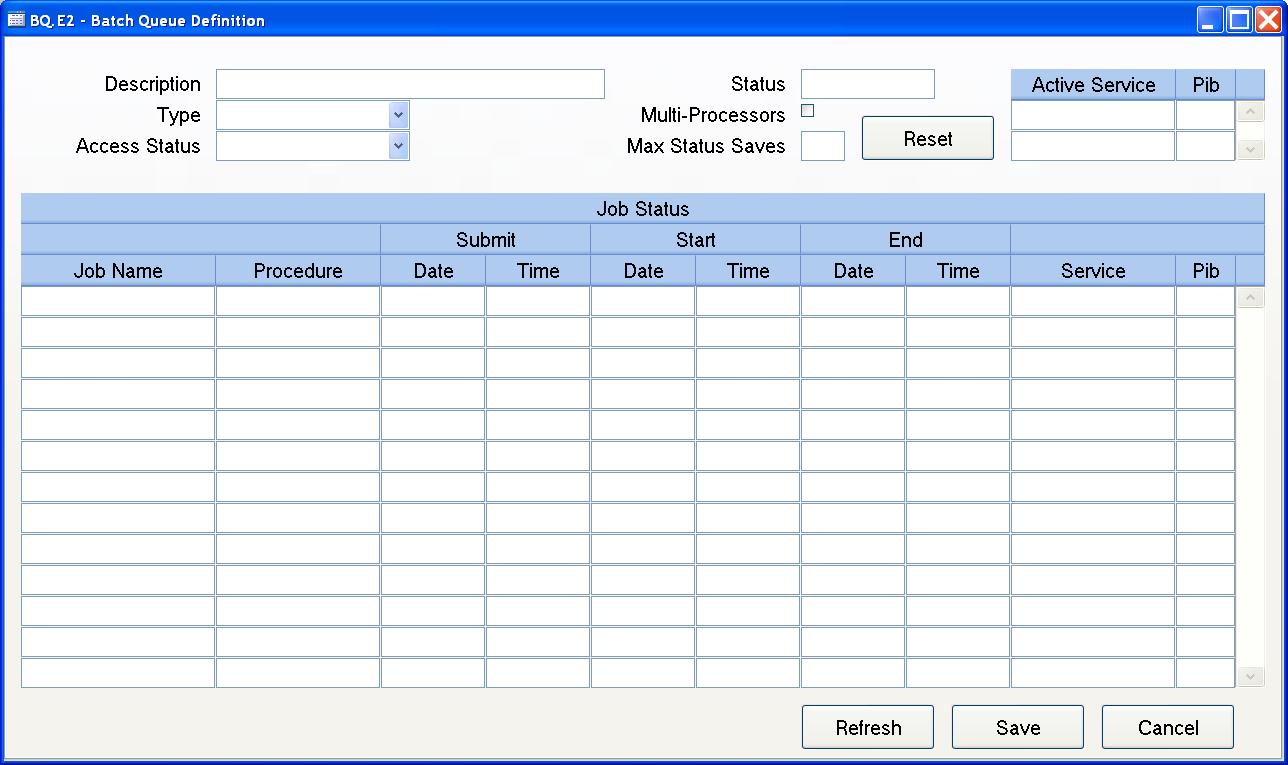 BQ.E2 - Batch Queue Definition
Description
Status
Active Service Pib
Type
Multi-Processors
Reset
Access Status
Max Status Saves
Job Status
Submit Start End
Job Name Procedure Date Time Date Time Date Time Service Pib
Refresh Save Cancel